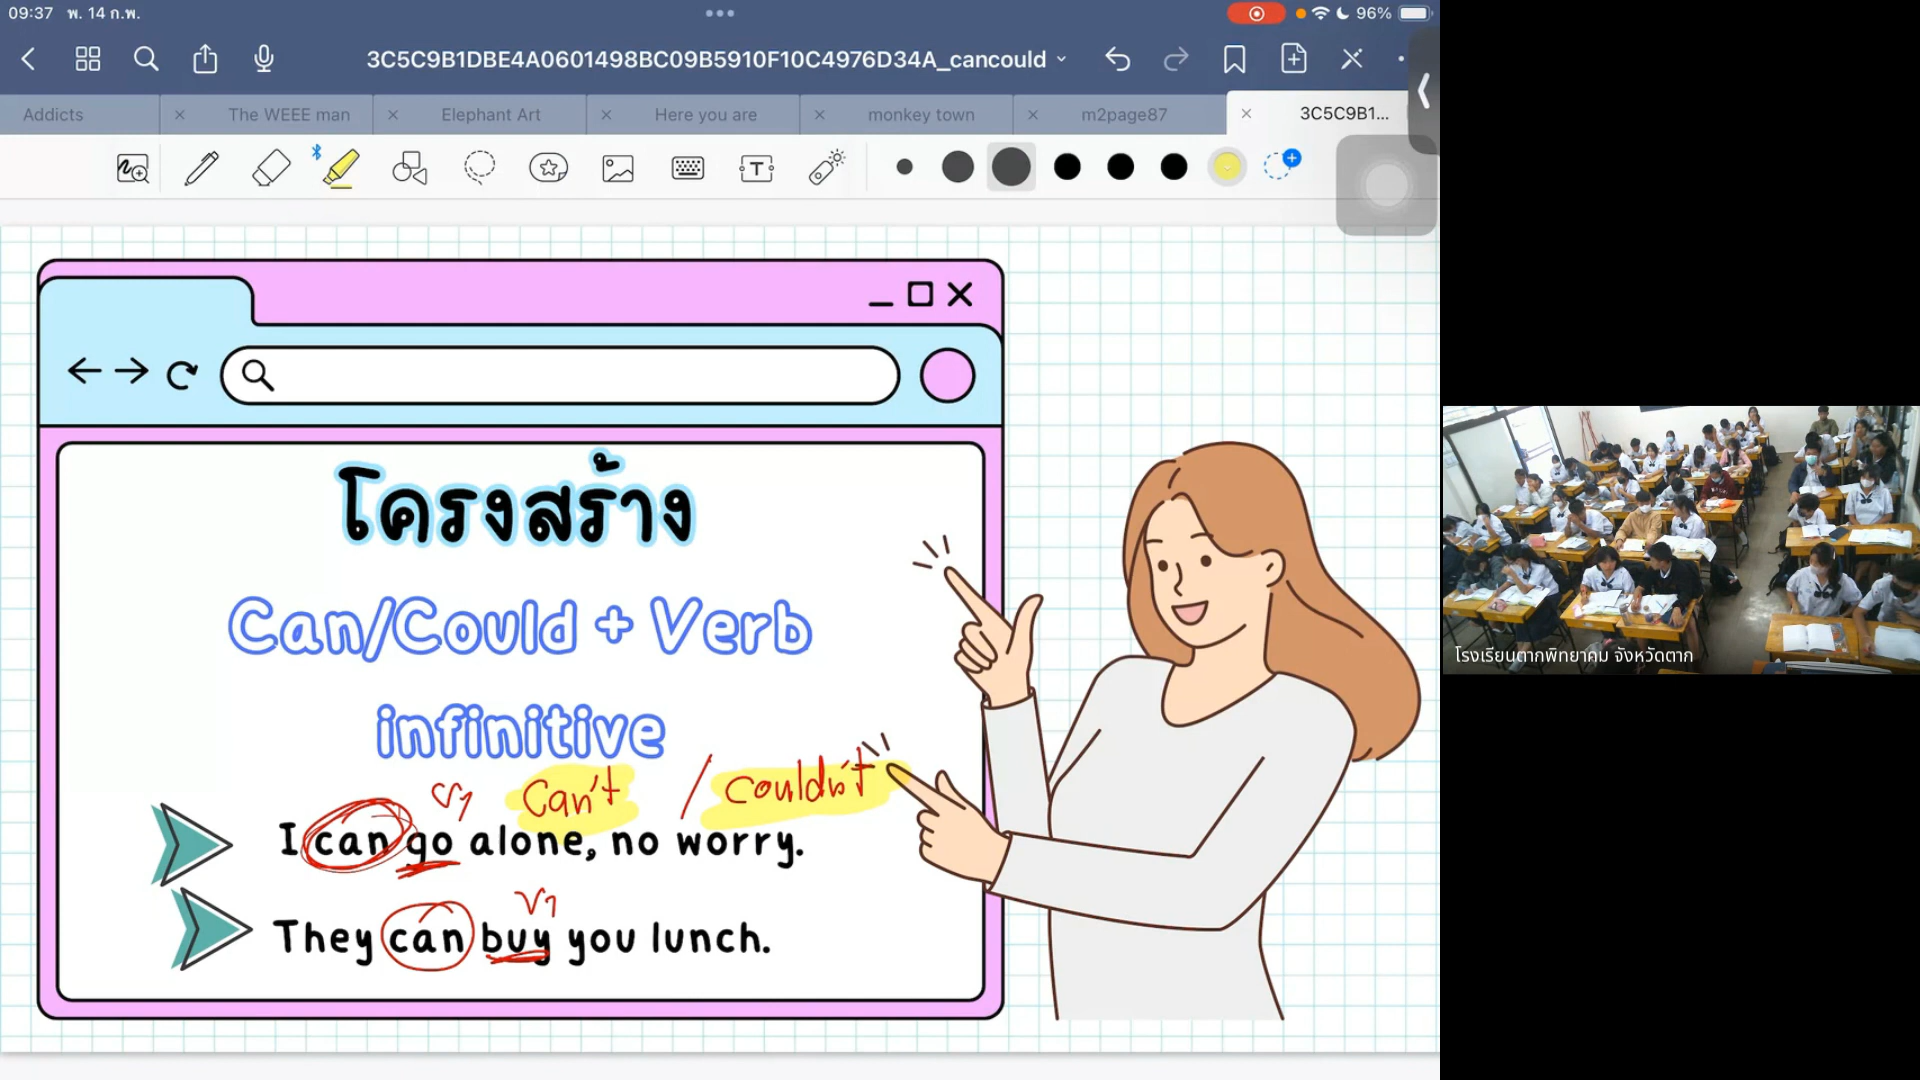 09:37 พ. 14 ก.พ.
96%
3C5C9B1DBE4A0601498BC09B5910F10C4976D34A_cancould
Addicts
The WEEE man
Elephant Art
Here you are
monkey town
m2page87
3C5C9B1...
โครงสร้าง
Can/Could + Verb
infinitive
V1 Can't / Couldn't
I can go alone, no worry.
V1
They can buy you lunch.
โรงเรียนตากพิทยาคม จังหวัดตาก